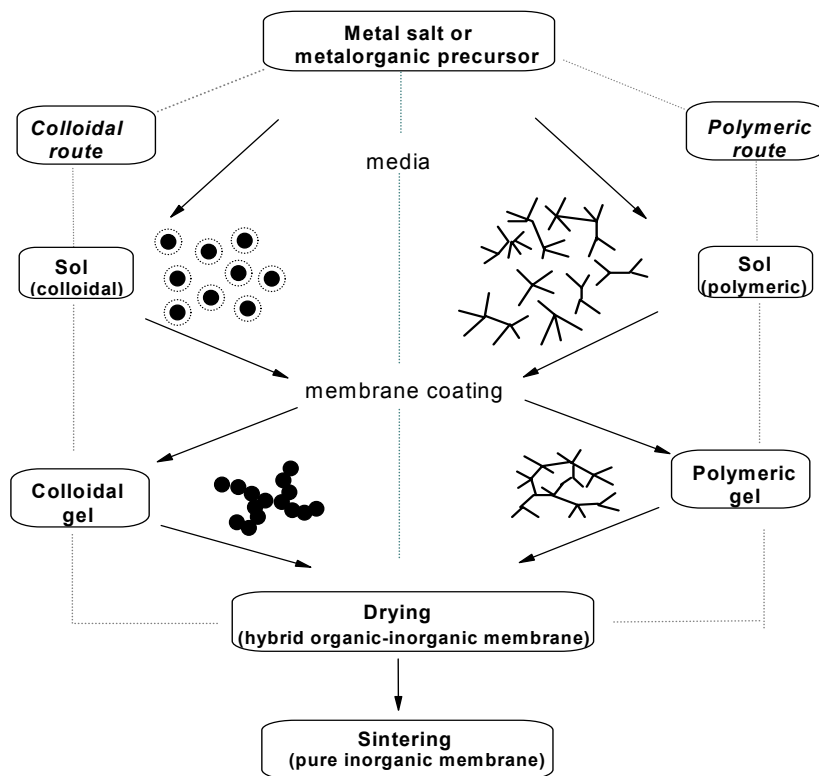 Metal salt or
metalorganic precursor
Colloidal
route
Polymeric
route
media
Sol
(colloidal)
Sol
(polymeric)
membrane coating
Colloidal
gel
Polymeric
gel
Drying
(hybrid organic-inorganic membrane)
Sintering
(pure inorganic membrane)